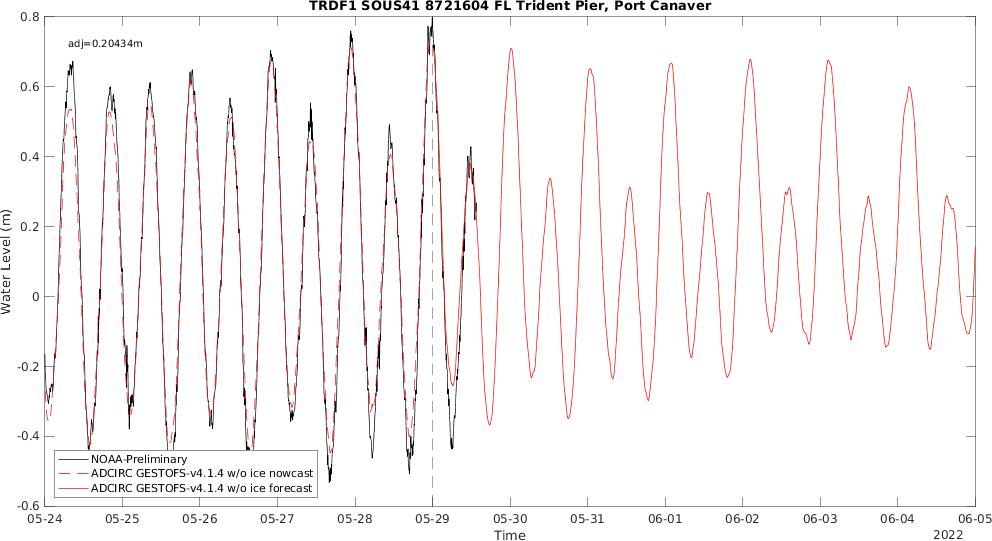 TRDF1 SOUS41 8721604 FL Trident Pier, Port Canaver
adj=0.20434m
0.8
0.6
0.4
0.2
0
-0.2
-0.4
-0.6
Water Level (m)
NOAA-Preliminary
ADCIRC GESTOFS-v4.1.4 w/o ice nowcast
ADCIRC GESTOFS-v4.1.4 w/o ice forecast
05-24 05-25 05-26 05-27 05-28 05-29 05-30 05-31 06-01 06-02 06-03 06-04 06-05
Time
2022